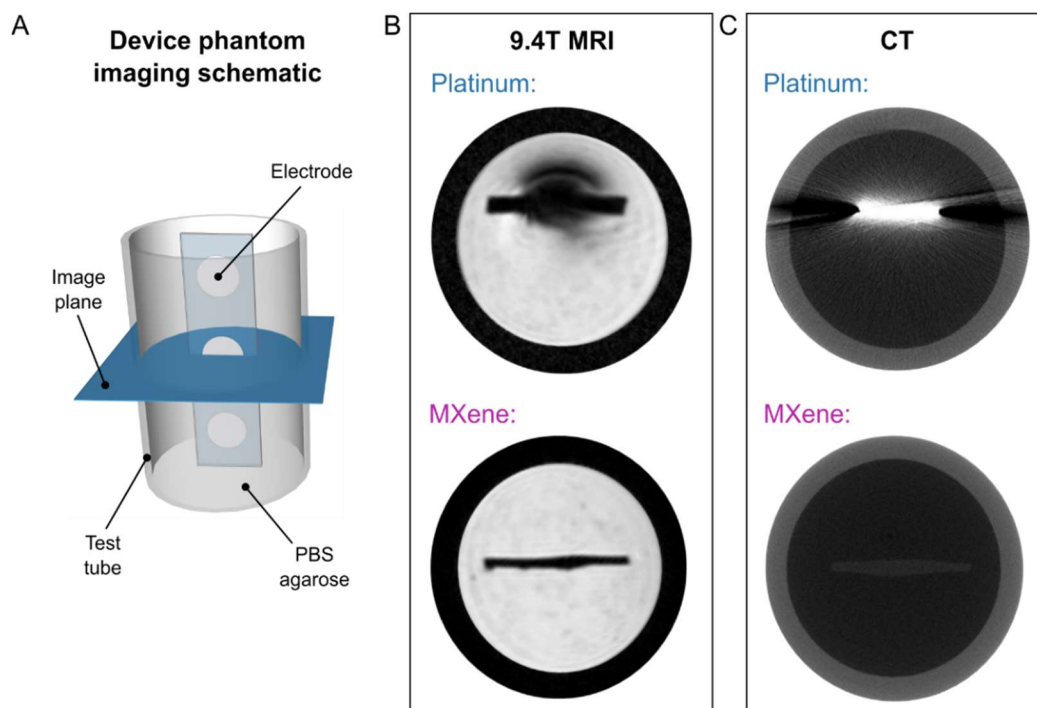 A
Device phantom
imaging schematic
Electrode
Image
plane
Test
tube
PBS
agarose
B
9.4T MRI
Platinum:
MXene:
C
CT
Platinum:
MXene: